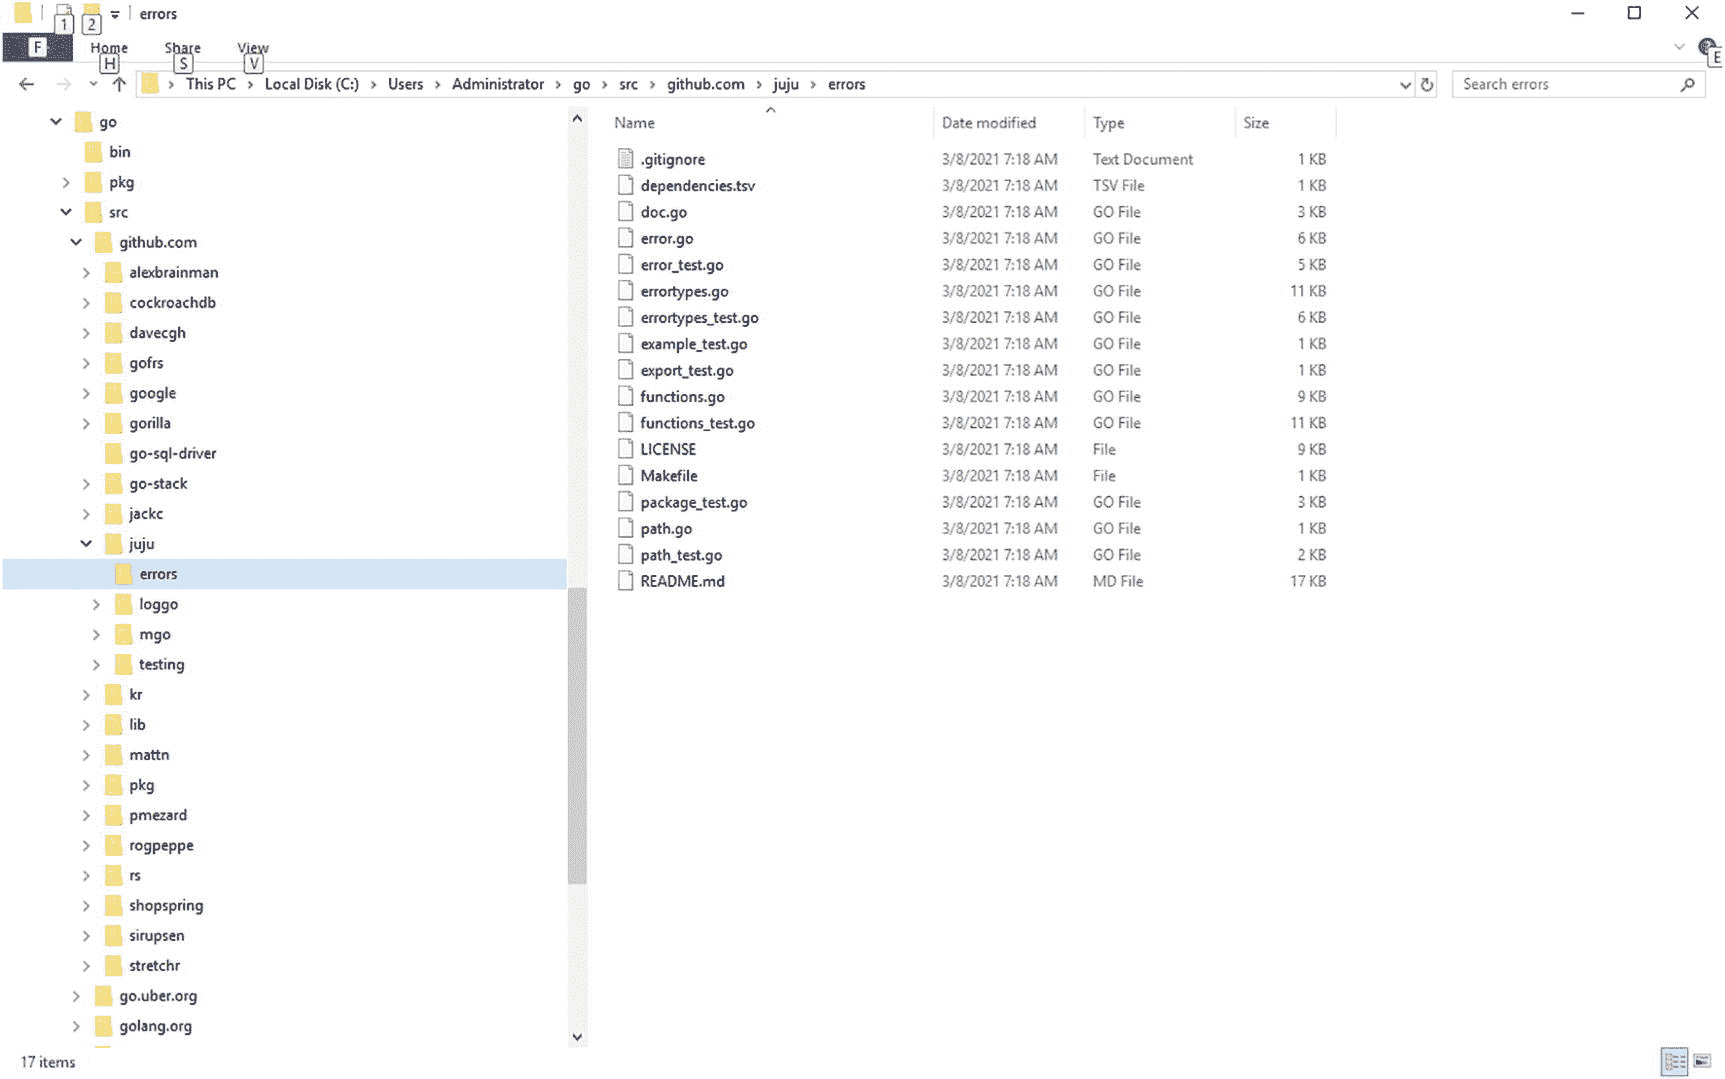 1 2 errors
F Home Share View
H S V E
This PC Local Disk (C:) Users Administrator go src github.com juju errors Search errors
go
bin
pkg
src
github.com
alexbrainman
cockroachdb
davecgh
gofrs
google
gorilla
go-sql-driver
go-stack
jackc
juju
errors
loggo
mgo
testing
kr
lib
mattn
pkg
pmezard
rogpeppe
rs
shopspring
sirupsen
stretchr
go.uber.org
golang.org
Name Date modified Type Size
.gitignore 3/8/2021 7:18 AM Text Document 1 KB
dependencies.tsv 3/8/2021 7:18 AM TSV File 1 KB
doc.go 3/8/2021 7:18 AM GO File 3 KB
error.go 3/8/2021 7:18 AM GO File 6 KB
error_test.go 3/8/2021 7:18 AM GO File 5 KB
errortypes.go 3/8/2021 7:18 AM GO File 11 KB
errortypes_test.go 3/8/2021 7:18 AM GO File 6 KB
example_test.go 3/8/2021 7:18 AM GO File 1 KB
export_test.go 3/8/2021 7:18 AM GO File 1 KB
functions.go 3/8/2021 7:18 AM GO File 9 KB
functions_test.go 3/8/2021 7:18 AM GO File 11 KB
LICENSE 3/8/2021 7:18 AM File 9 KB
Makefile 3/8/2021 7:18 AM File 1 KB
package_test.go 3/8/2021 7:18 AM GO File 3 KB
path.go 3/8/2021 7:18 AM GO File 1 KB
path_test.go 3/8/2021 7:18 AM GO File 2 KB
README.md 3/8/2021 7:18 AM MD File 17 KB
17 items